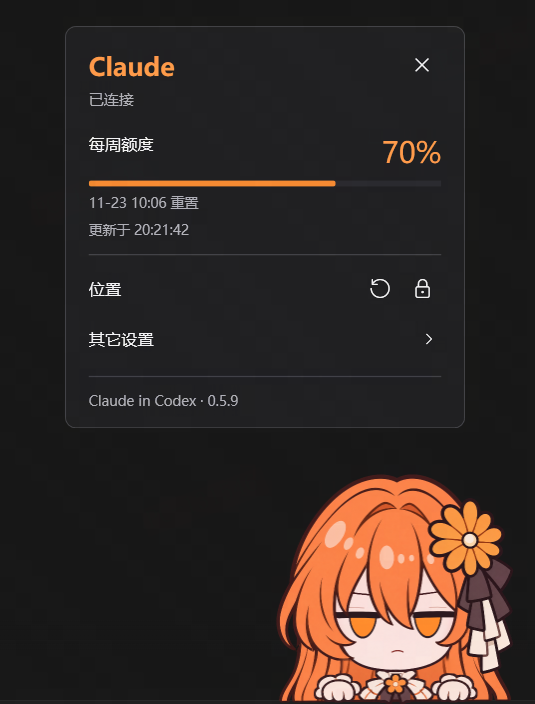 Claude
已连接
每周额度
70%
11-23 10:06 重置
更新于 20:21:42
位置
其它设置
Claude in Codex · 0.5.9